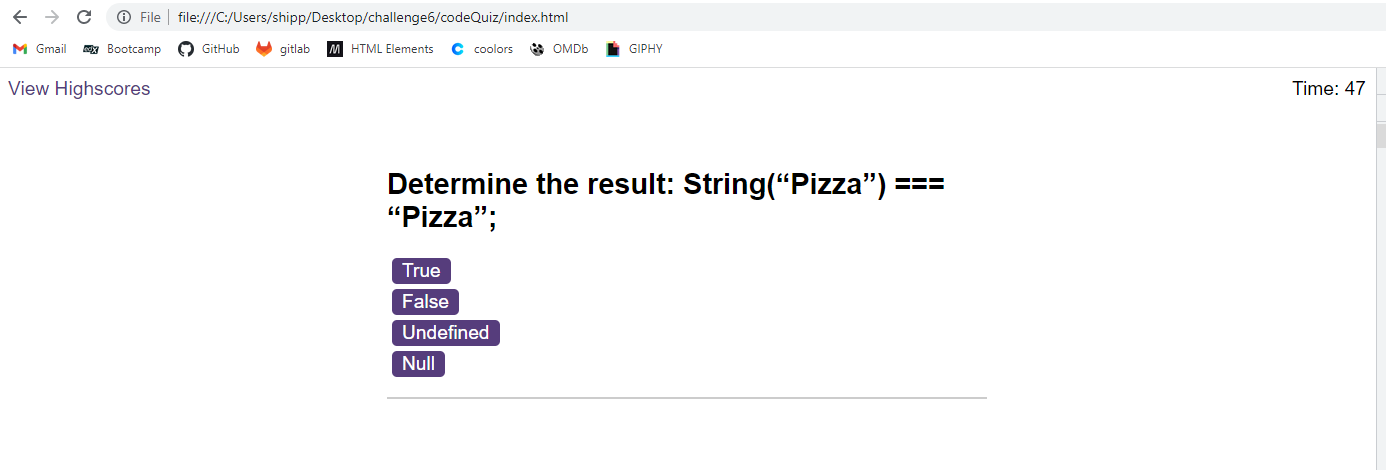 File file:///C:/Users/shipp/Desktop/challenge6/codeQuiz/index.html
Gmail Bootcamp GitHub gitlab HTML Elements coolors OMDb GIPHY
View Highscores Time: 47
Determine the result: String(“Pizza”) ===
“Pizza”;
True
False
Undefined
Null